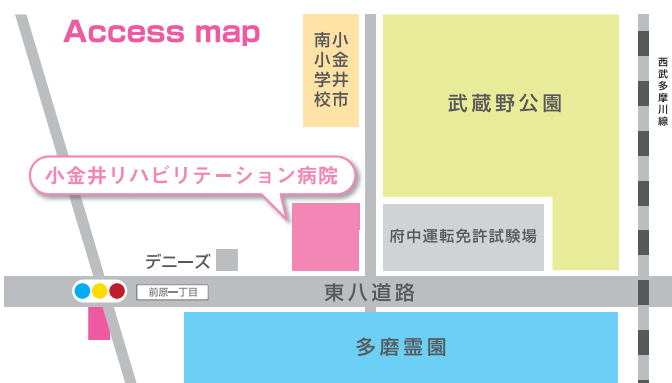 Access map
小金井市
南小学校
武蔵野公園
西武多摩川線
小金井リハビリテーション病院
府中運転免許試験場
デニーズ
前原一丁目
東八道路
多磨霊園